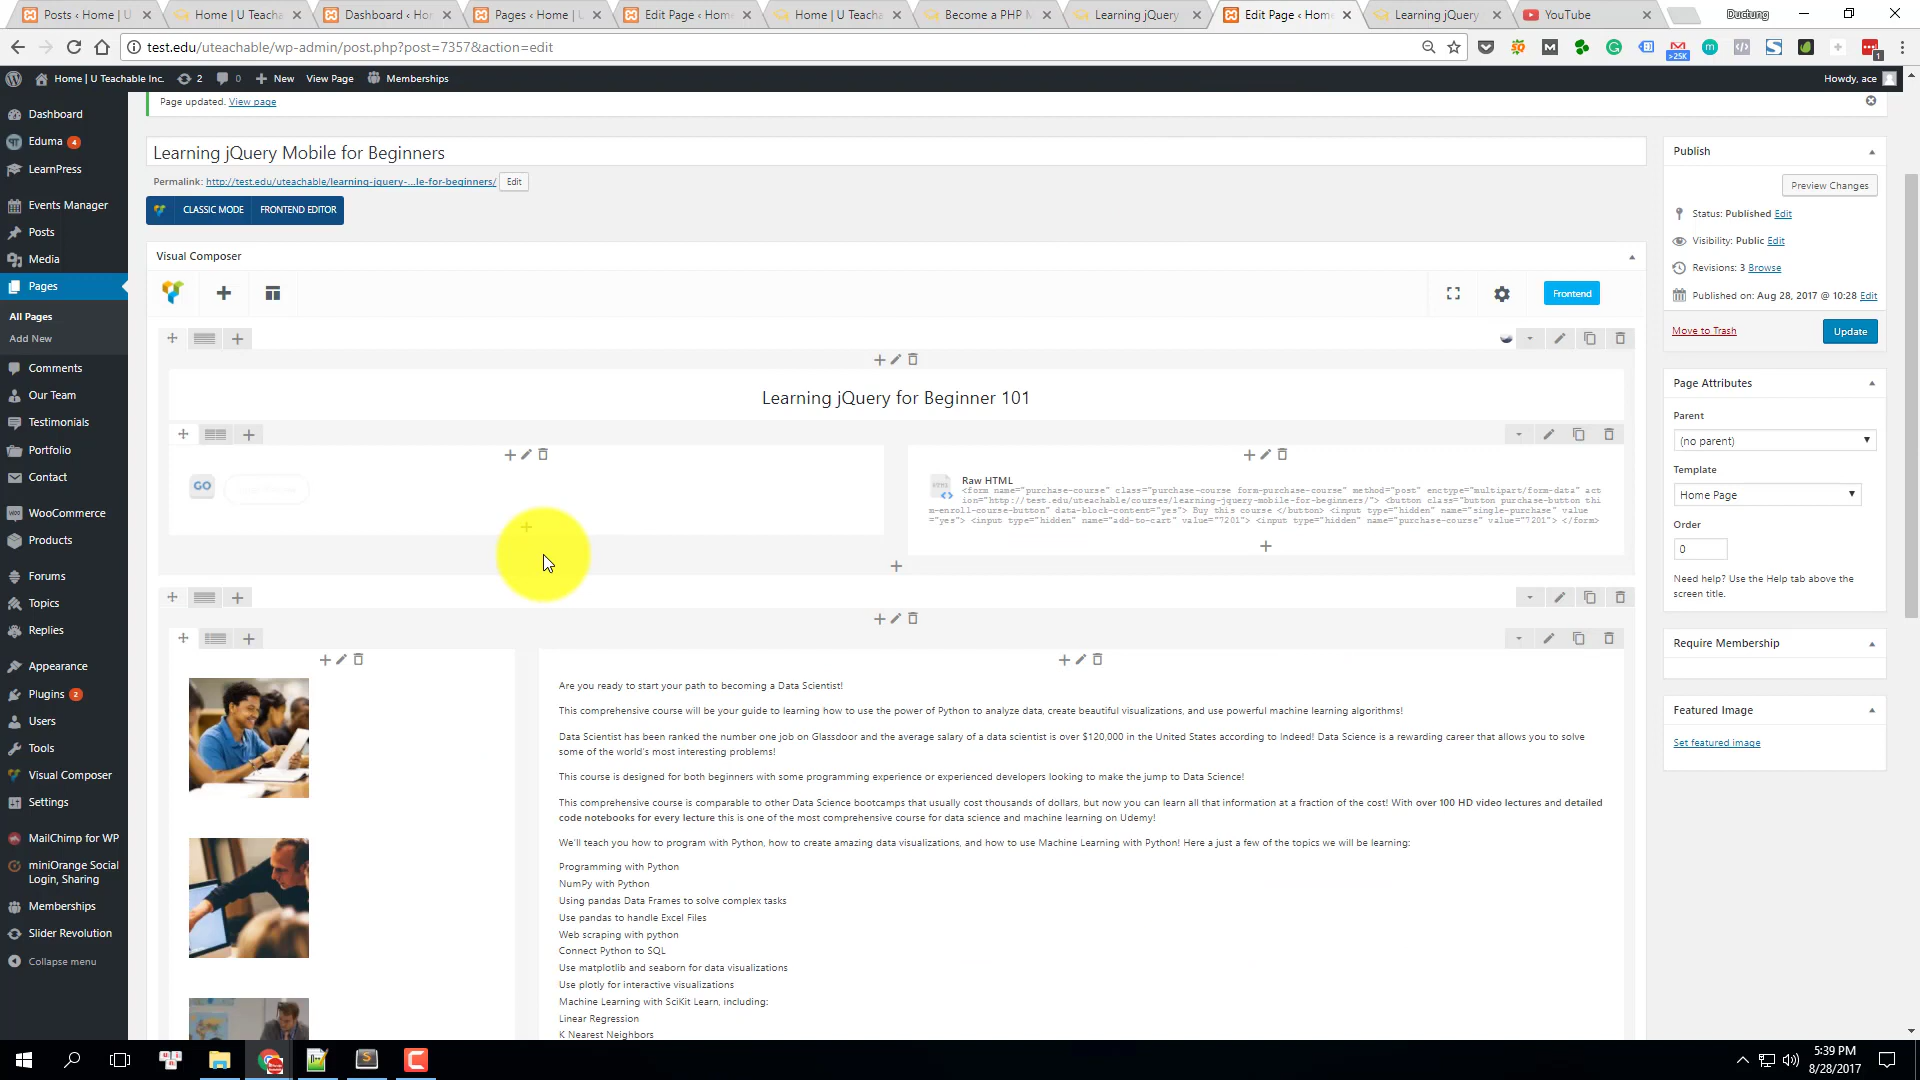 Posts ‹ Home | U
Home | U Teacha
Dashboard ‹ Ho
Pages ‹ Home |
Edit Page ‹ Hom
Home | U Teacha
Become a PHP M
Learning jQuery
Edit Page ‹ Home
Learning jQuery
YouTube
Ductung
test.edu/uteachable/wp-admin/post.php?post=7357&action=edit
>25K
1
Home | U Teachable Inc.
2
0
New
View Page
Memberships
Howdy, ace
Dashboard
Eduma 4
LearnPress
Events Manager
Posts
Media
Pages
All Pages
Add New
Comments
Our Team
Testimonials
Portfolio
Contact
WooCommerce
Products
Forums
Topics
Replies
Appearance
Plugins 2
Users
Tools
Visual Composer
Settings
MailChimp for WP
miniOrange Social
Login, Sharing
Memberships
Slider Revolution
Collapse menu
Page updated. View page
Learning jQuery Mobile for Beginners
Permalink: http://test.edu/uteachable/learning-jquery-...le-for-beginners/ Edit
CLASSIC MODE
FRONTEND EDITOR
Visual Composer
Frontend
Learning jQuery for Beginner 101
GO
Raw HTML
<form name="purchase-course" class="purchase-course form-purchase-course" method="post" enctype="multipart/form-data" act
ion="http://test.edu/uteachable/courses/learning-jquery-mobile-for-beginners/"> <button class="button purchase-button thi
m-enroll-course-button" data-block-content="yes"> Buy this course </button> <input type="hidden" name="single-purchase" value
="yes"> <input type="hidden" name="add-to-cart" value="7201"> <input type="hidden" name="purchase-course" value="7201"> </form>
Are you ready to start your path to becoming a Data Scientist!
This comprehensive course will be your guide to learning how to use the power of Python to analyze data, create beautiful visualizations, and use powerful machine learning algorithms!
Data Scientist has been ranked the number one job on Glassdoor and the average salary of a data scientist is over $120,000 in the United States according to Indeed! Data Science is a rewarding career that allows you to solve
some of the world's most interesting problems!
This course is designed for both beginners with some programming experience or experienced developers looking to make the jump to Data Science!
This comprehensive course is comparable to other Data Science bootcamps that usually cost thousands of dollars, but now you can learn all that information at a fraction of the cost! With over 100 HD video lectures and detailed
code notebooks for every lecture this is one of the most comprehensive course for data science and machine learning on Udemy!
We'll teach you how to program with Python, how to create amazing data visualizations, and how to use Machine Learning with Python! Here a just a few of the topics we will be learning:
Programming with Python
NumPy with Python
Using pandas Data Frames to solve complex tasks
Use pandas to handle Excel Files
Web scraping with python
Connect Python to SQL
Use matplotlib and seaborn for data visualizations
Use plotly for interactive visualizations
Machine Learning with SciKit Learn, including:
Linear Regression
K Nearest Neighbors
Publish
Preview Changes
Status: Published Edit
Visibility: Public Edit
Revisions: 3 Browse
Published on: Aug 28, 2017 @ 10:28 Edit
Move to Trash
Update
Page Attributes
Parent
(no parent)
Template
Home Page
Order
0
Need help? Use the Help tab above the
screen title.
Require Membership
Featured Image
Set featured image
5:39 PM
8/28/2017